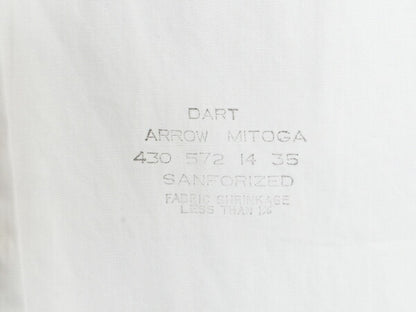 DART
ARROW MITOGA
430 572 14 35
SANFORIZED
FABRIC SHRINKAGE
LESS THAN 1%